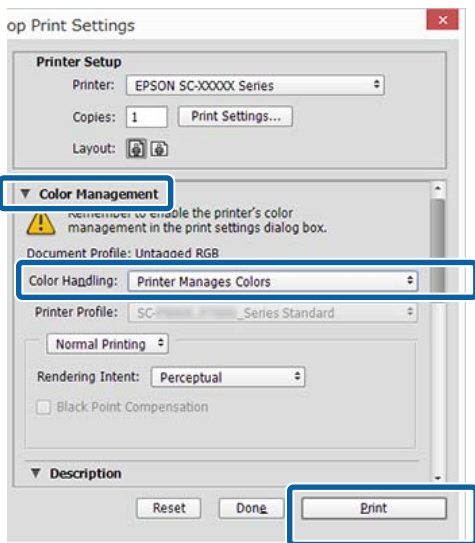 op Print Settings
Printer Setup
Printer: EPSON SC-XXXXX Series
Copies: 1 Print Settings...
Layout:
Color Management
Remember to enable the printer's color
management in the print settings dialog box.
Document Profile: Untagged RGB
Color Handling: Printer Manages Colors
Printer Profile: SC- _Series Standard
Normal Printing
Rendering Intent: Perceptual
Black Point Compensation
Description
Reset Done Print